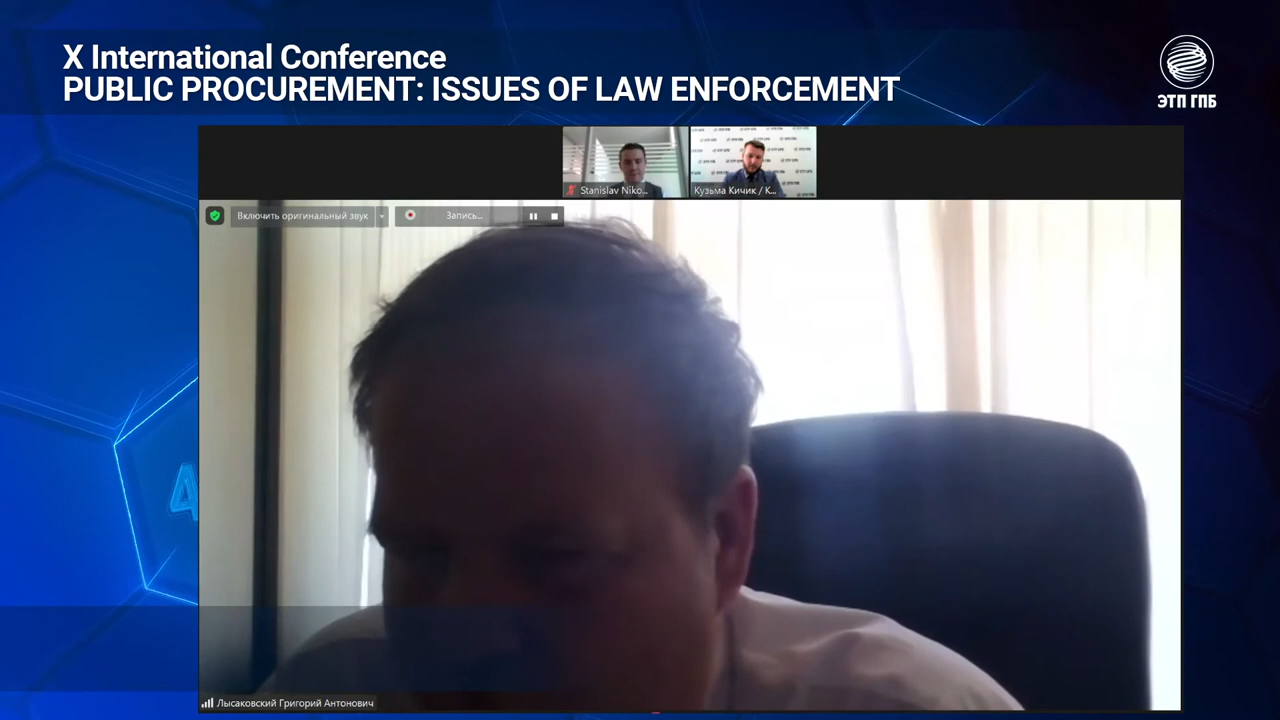 X International Conference
PUBLIC PROCUREMENT: ISSUES OF LAW ENFORCEMENT
ЭТП ГПБ
Stanislav Niko...
Кузьма Кичик / К...
Включить оригинальный звук
Запись...
4
Лысаковский Григорий Антонович